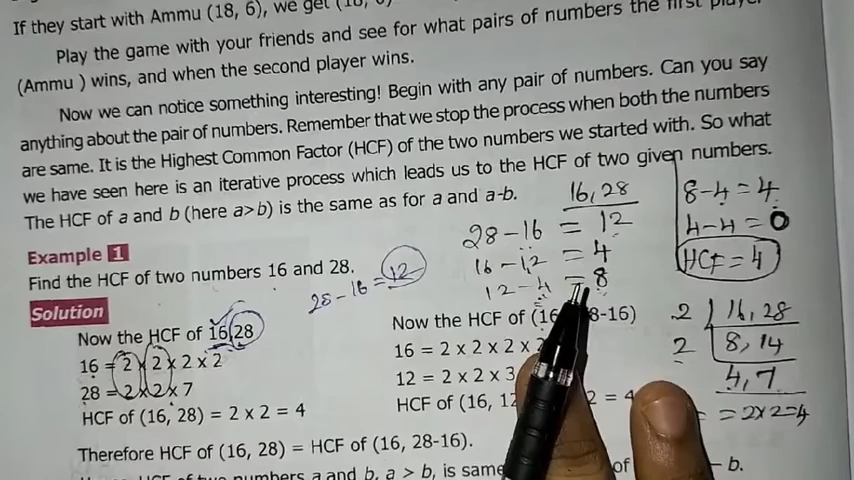 If they start with Ammu (18, 6), we get
Play the game with your friends and see for what pairs of numbers the first player
(Ammu ) wins, and when the second player wins.
Now we can notice something interesting! Begin with any pair of numbers. Can you say
anything about the pair of numbers. Remember that we stop the process when both the numbers
are same. It is the Highest Common Factor (HCF) of the two numbers we started with. So what
we have seen here is an iterative process which leads us to the HCF of two given numbers.
The HCF of a and b (here a>b) is the same as for a and a-b.
16,28
28-16 = 12
16-12 = 4
12-4 = 8
8-4=4
4-4=0
HCF=4
Example 1
Find the HCF of two numbers 16 and 28.
28-16=12
Solution
Now the HCF of 16,28
16 = 2 x 2 x 2 x 2
28 = 2 x 2 x 7
HCF of (16, 28) = 2 x 2 = 4
Now the HCF of (16 8-16)
16 = 2 x 2 x 2 x 2
12 = 2 x 2 x 3
HCF of (16, 12 2 = 4
2 16,28
2 8,14
4,7
= 2x2=4
Therefore HCF of (16, 28) = HCF of (16, 28-16).
HCF of two numbers a and b, a > b, is same of - b.